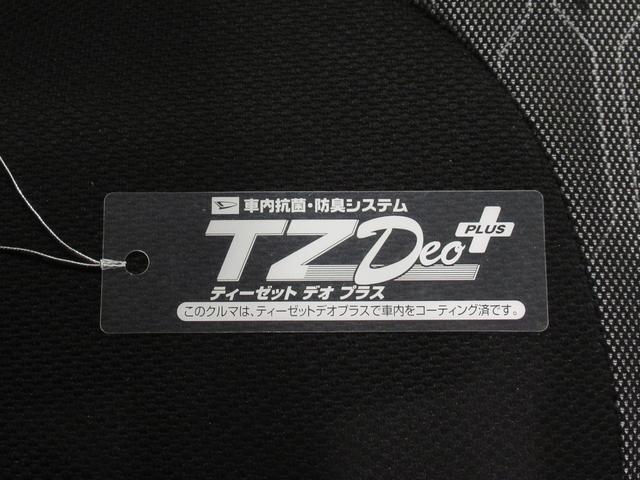 車内抗菌・防臭システム
TZ Deo PLUS
ティーゼット デオ プラス
このクルマは、ティーゼットデオプラスで車内をコーティング済です。